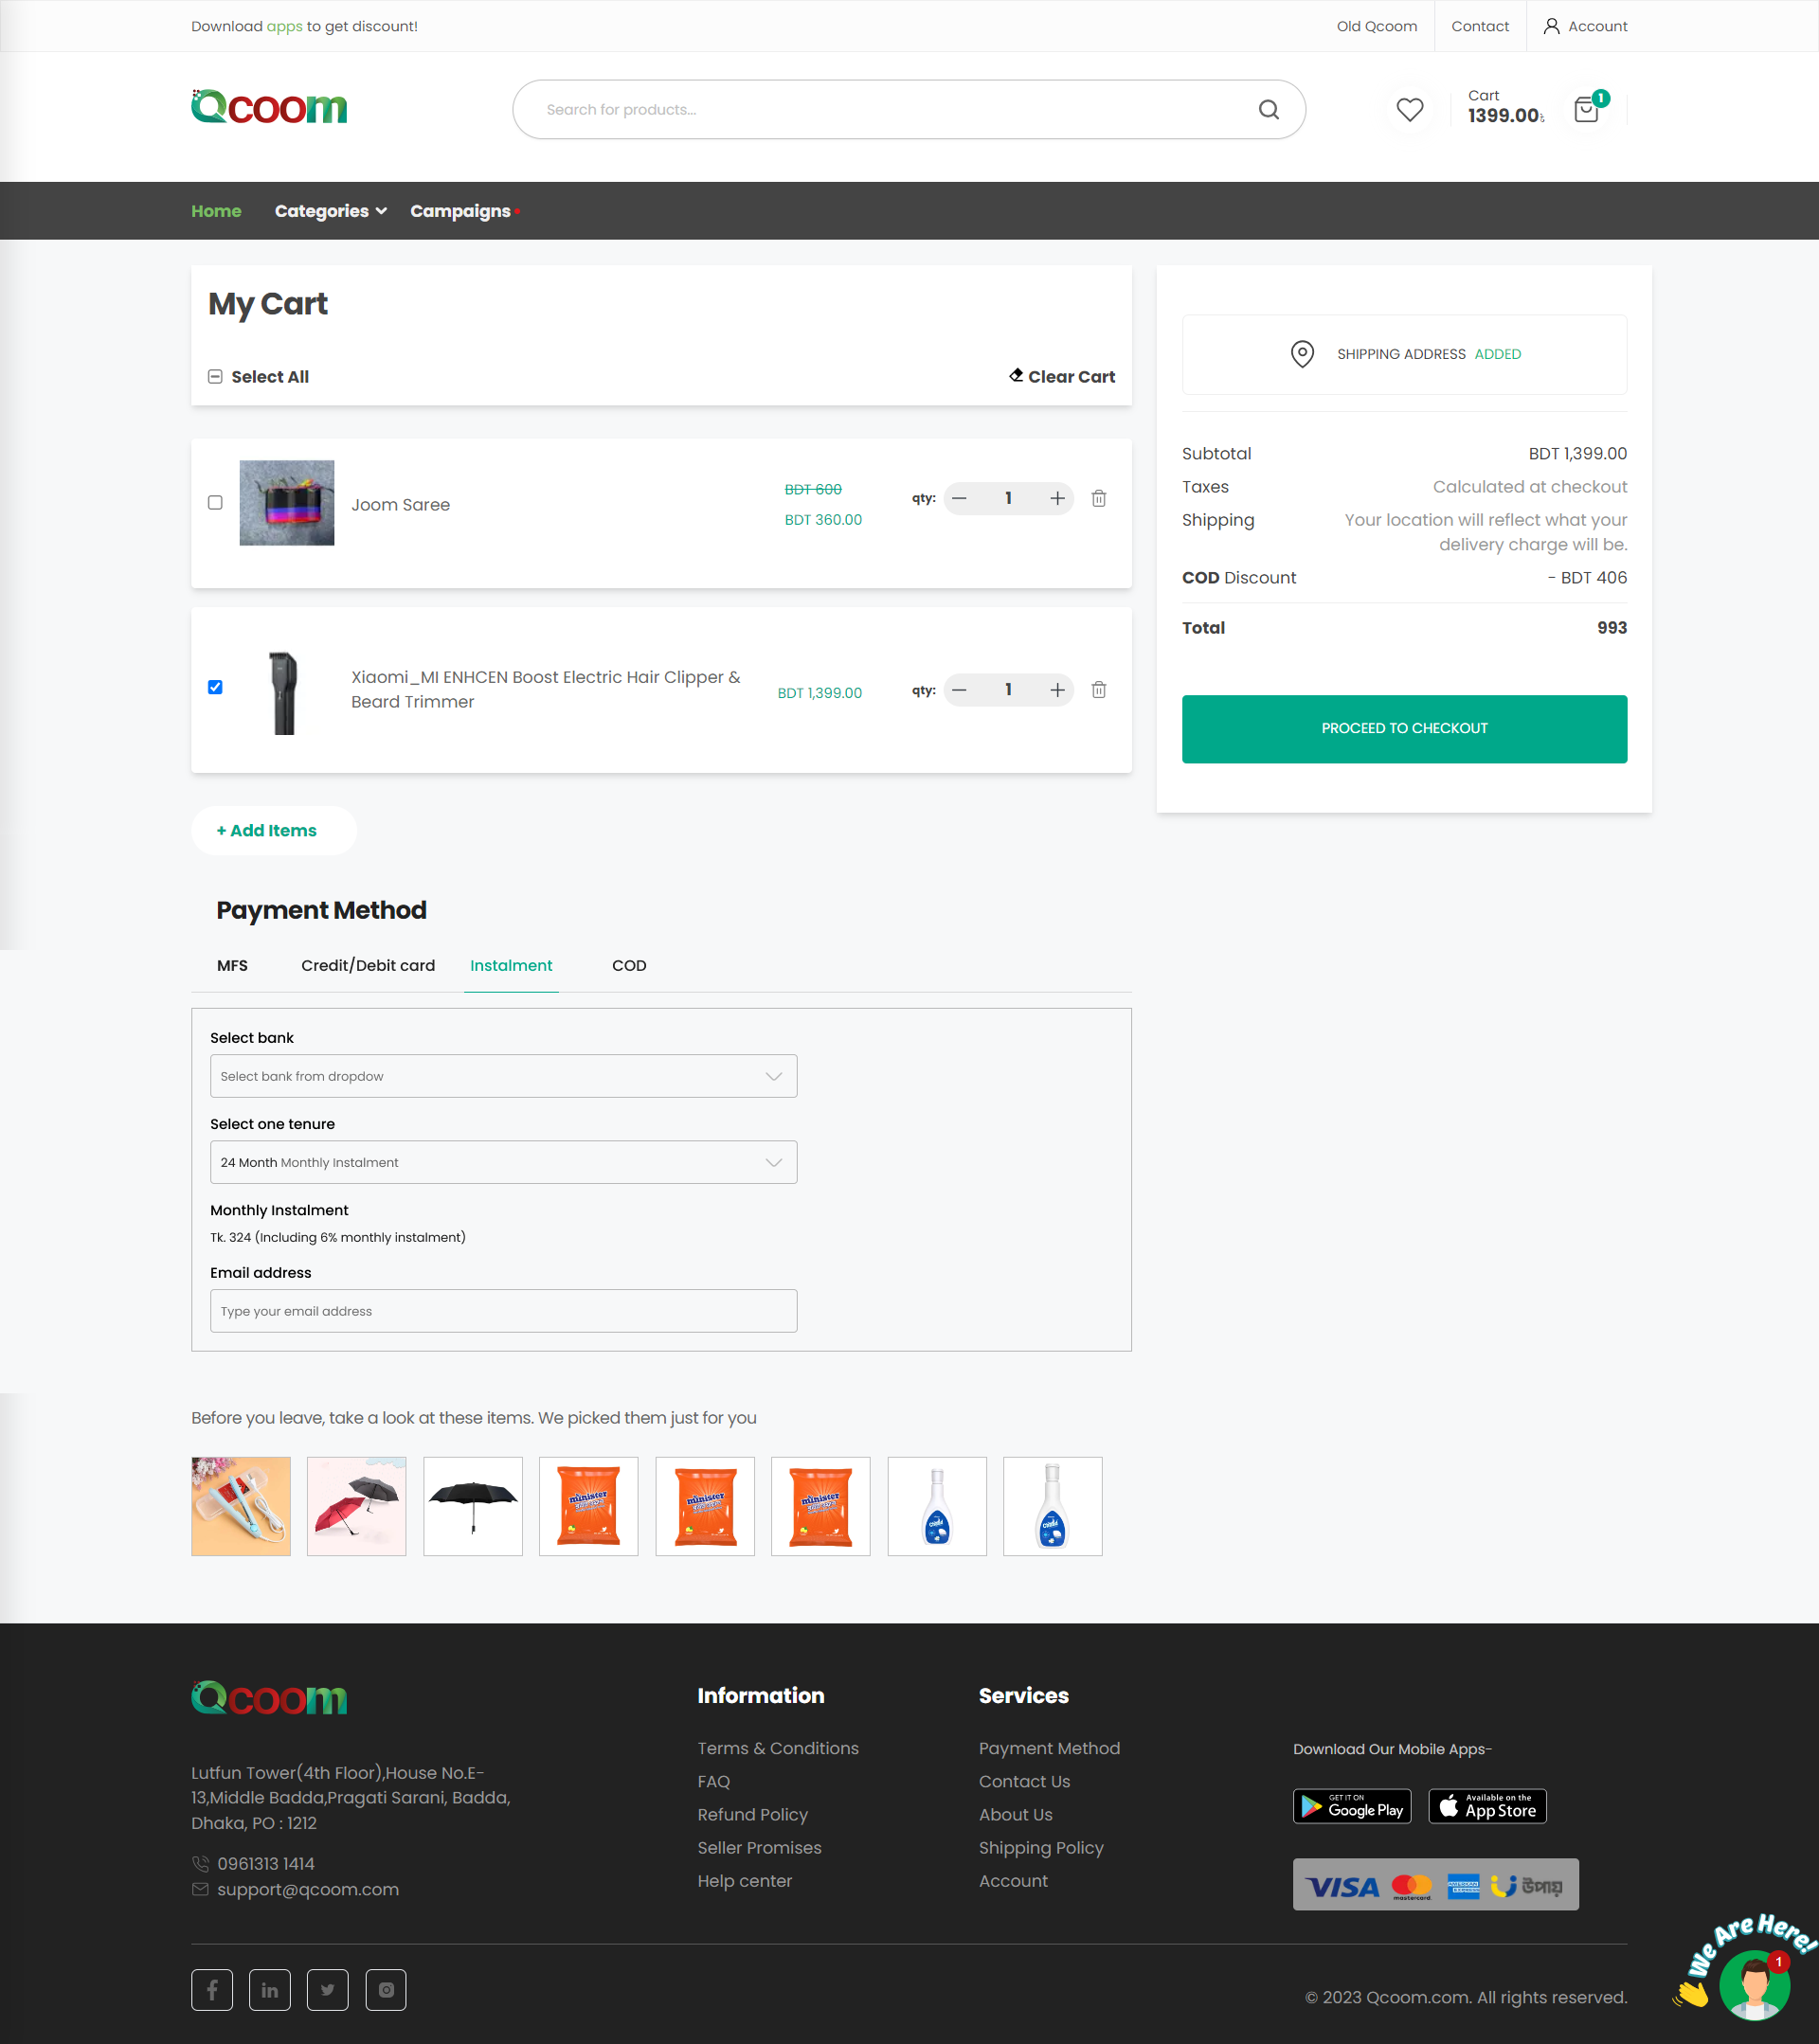 Download apps to get discount!
Old Qcoom
Contact
Account
Qcoom
Search for products...
Cart
1399.00৳
1
Home
Categories
Campaigns
My Cart
Select All
Clear Cart
Joom Saree
BDT 600
BDT 360.00
qty:
1
Xiaomi_MI ENHCEN Boost Electric Hair Clipper &
Beard Trimmer
BDT 1,399.00
qty:
1
SHIPPING ADDRESS ADDED
Subtotal
BDT 1,399.00
Taxes
Calculated at checkout
Shipping
Your location will reflect what your
delivery charge will be.
COD Discount
- BDT 406
Total
993
PROCEED TO CHECKOUT
+ Add Items
Payment Method
MFS
Credit/Debit card
Instalment
COD
Select bank
Select bank from dropdow
Select one tenure
24 Month Monthly Instalment
Monthly Instalment
Tk. 324 (Including 6% monthly instalment)
Email address
Type your email address
Before you leave, take a look at these items. We picked them just for you
minister
minister
minister
Qcoom
Lutfun Tower(4th Floor),House No.E-
13,Middle Badda,Pragati Sarani, Badda,
Dhaka, PO : 1212
0961313 1414
support@qcoom.com
Information
Terms & Conditions
FAQ
Refund Policy
Seller Promises
Help center
Services
Payment Method
Contact Us
About Us
Shipping Policy
Account
Download Our Mobile Apps-
GET IT ON
Google Play
Available on the
App Store
VISA
mastercard
AMERICAN
EXPRESS
উপায়
We Are Here!
1
© 2023 Qcoom.com. All rights reserved.